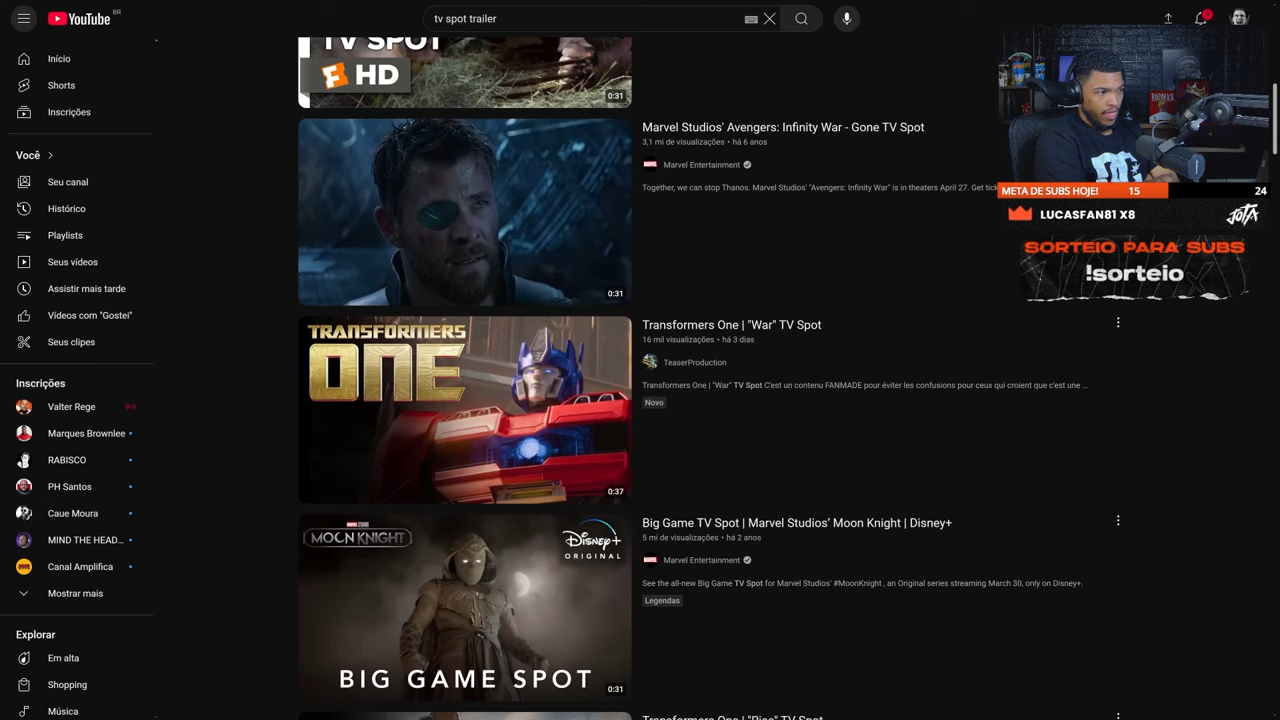 YouTube BR
tv spot trailer
Início
Shorts
Inscrições
Você
Seu canal
Histórico
Playlists
Seus vídeos
Assistir mais tarde
Vídeos com "Gostei"
Seus clipes
Inscrições
Valter Rege
Marques Brownlee
RABISCO
PH Santos
Caue Moura
MIND THE HEAD...
Canal Amplifica
Mostrar mais
Explorar
Em alta
Shopping
Música
TV SPOT
HD
0:31
Marvel Studios' Avengers: Infinity War - Gone TV Spot
3,1 mi de visualizações • há 6 anos
Marvel Entertainment
Together, we can stop Thanos. Marvel Studios' "Avengers: Infinity War" is in theaters April 27. Get
0:31
TRANSFORMERS
ONE
0:37
Transformers One | "War" TV Spot
16 mil visualizações • há 3 dias
TeaserProduction
Transformers One | "War" TV Spot C'est un contenu FANMADE pour éviter les confusions pour ceux qui croient que c'est une ...
Novo
MARVEL STUDIOS
MOON KNIGHT
Disney+
ORIGINAL
BIG GAME SPOT
0:31
Big Game TV Spot | Marvel Studios’ Moon Knight | Disney+
5 mi de visualizações • há 2 anos
Marvel Entertainment
See the all-new Big Game TV Spot for Marvel Studios' #MoonKnight , an Original series streaming March 30, only on Disney+.
Legendas
RODMAN
META DE SUBS HOJE! 15 24
LUCASFAN81 X8
JOTA
SORTEIO PARA SUBS
!sorteio